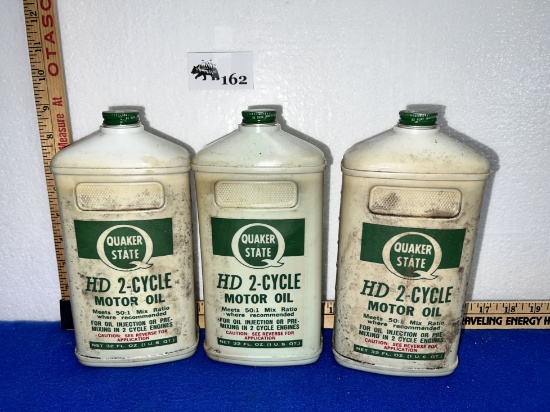 OTASCO
Measure At
12
11
10
9
162
QUAKER
STATE
HD 2-CYCLE
MOTOR OIL
Meets 50:1 Mix Ratio
where recommended
FOR OIL INJECTION OR PRE-
MIXING IN 2 CYCLE ENGINES
CAUTION: SEE REVERSE FOR
APPLICATION
NET 32 FL. OZ. (1 U.S. QT.)
QUAKER
STATE
HD 2-CYCLE
MOTOR OIL
Meets 50:1 Mix Ratio
where recommended
FOR OIL INJECTION OR PRE-
MIXING IN 2 CYCLE ENGINES
CAUTION: SEE REVERSE FOR
APPLICATION
NET 32 FL. OZ. (1 U.S. QT.)
QUAKER
STATE
HD 2-CYCLE
MOTOR OIL
Meets 50:1 Mix Ratio
where recommended
FOR OIL INJECTION OR PRE-
MIXING IN 2 CYCLE ENGINES
CAUTION: SEE REVERSE FOR
APPLICATION
NET 32 FL. OZ. (1 U.S. QT.)
17 18 19
RAVELING ENERGY